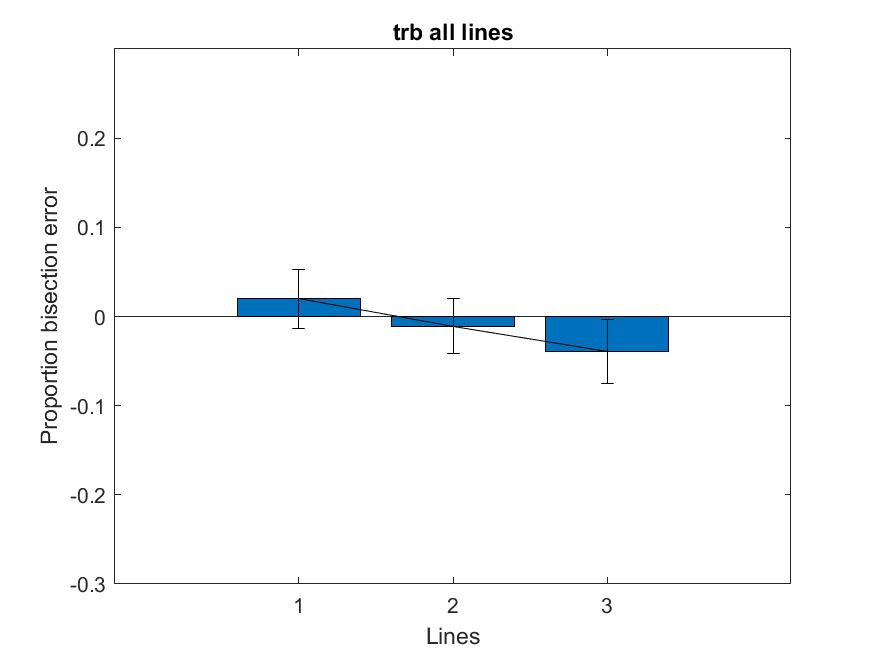 trb all lines
Proportion bisection error
0.2
0.1
0
-0.1
-0.2
-0.3
1 2 3
Lines